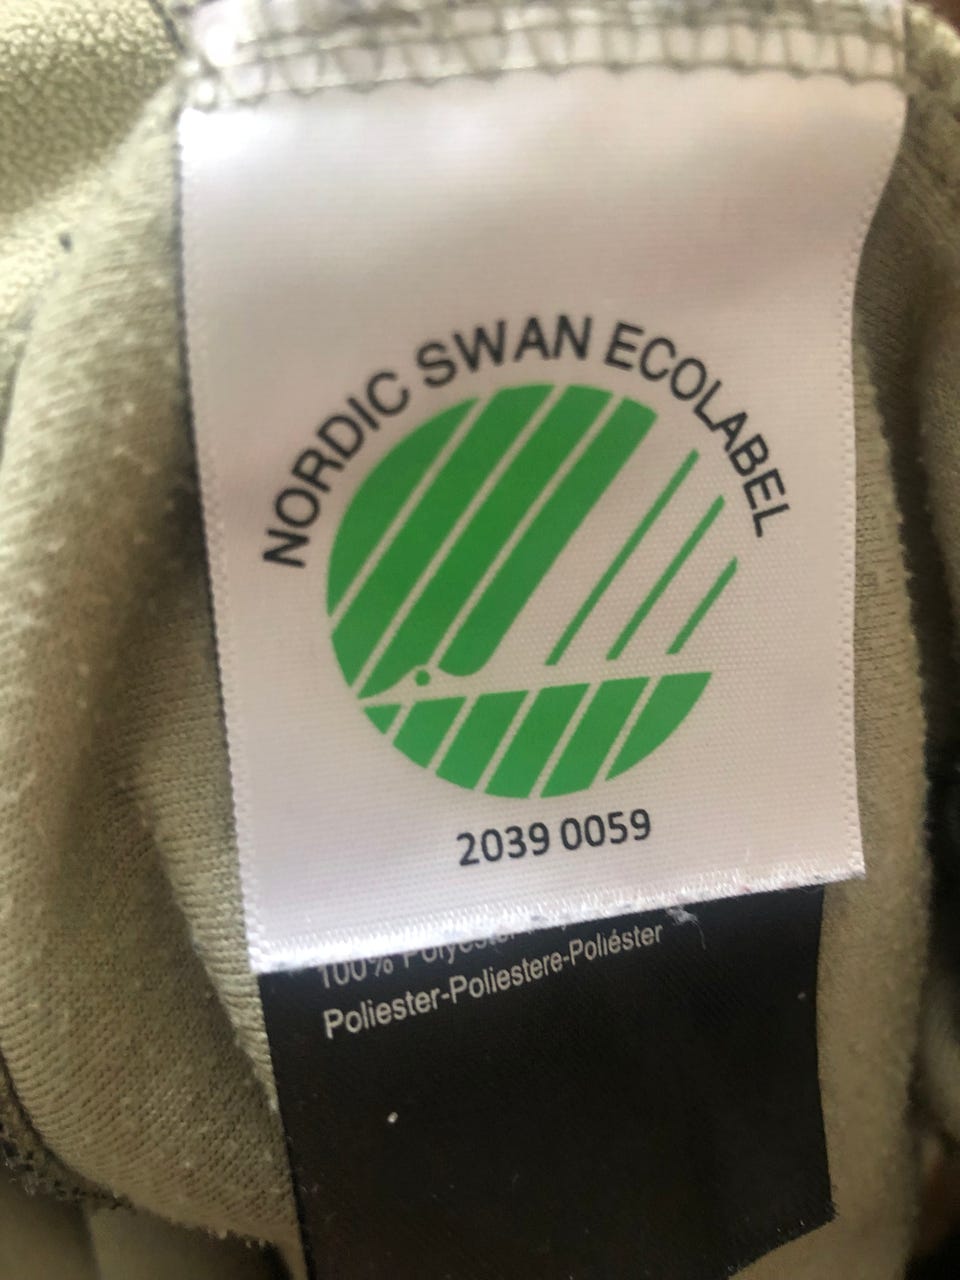 NORDIC SWAN ECOLABEL
2039 0059
100%
Poliester-Poliestere-Poliéster